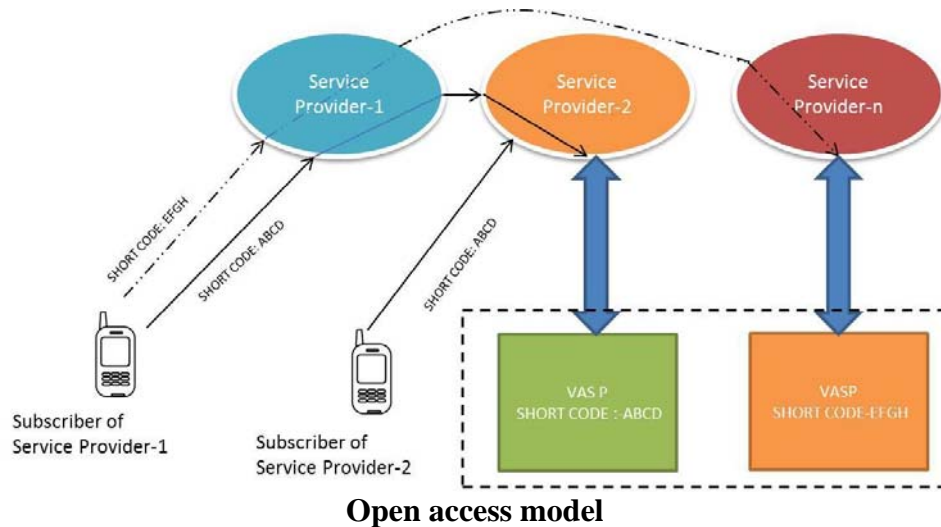 Service
Provider-1
Service
Provider-2
Service
Provider-n
SHORT CODE: EFGH
SHORT CODE: ABCD
SHORT CODE: ABCD
Subscriber of
Service Provider-1
Subscriber of
Service Provider-2
VAS P
SHORT CODE :-ABCD
VASP
SHORT CODE-EFGH
Open access model